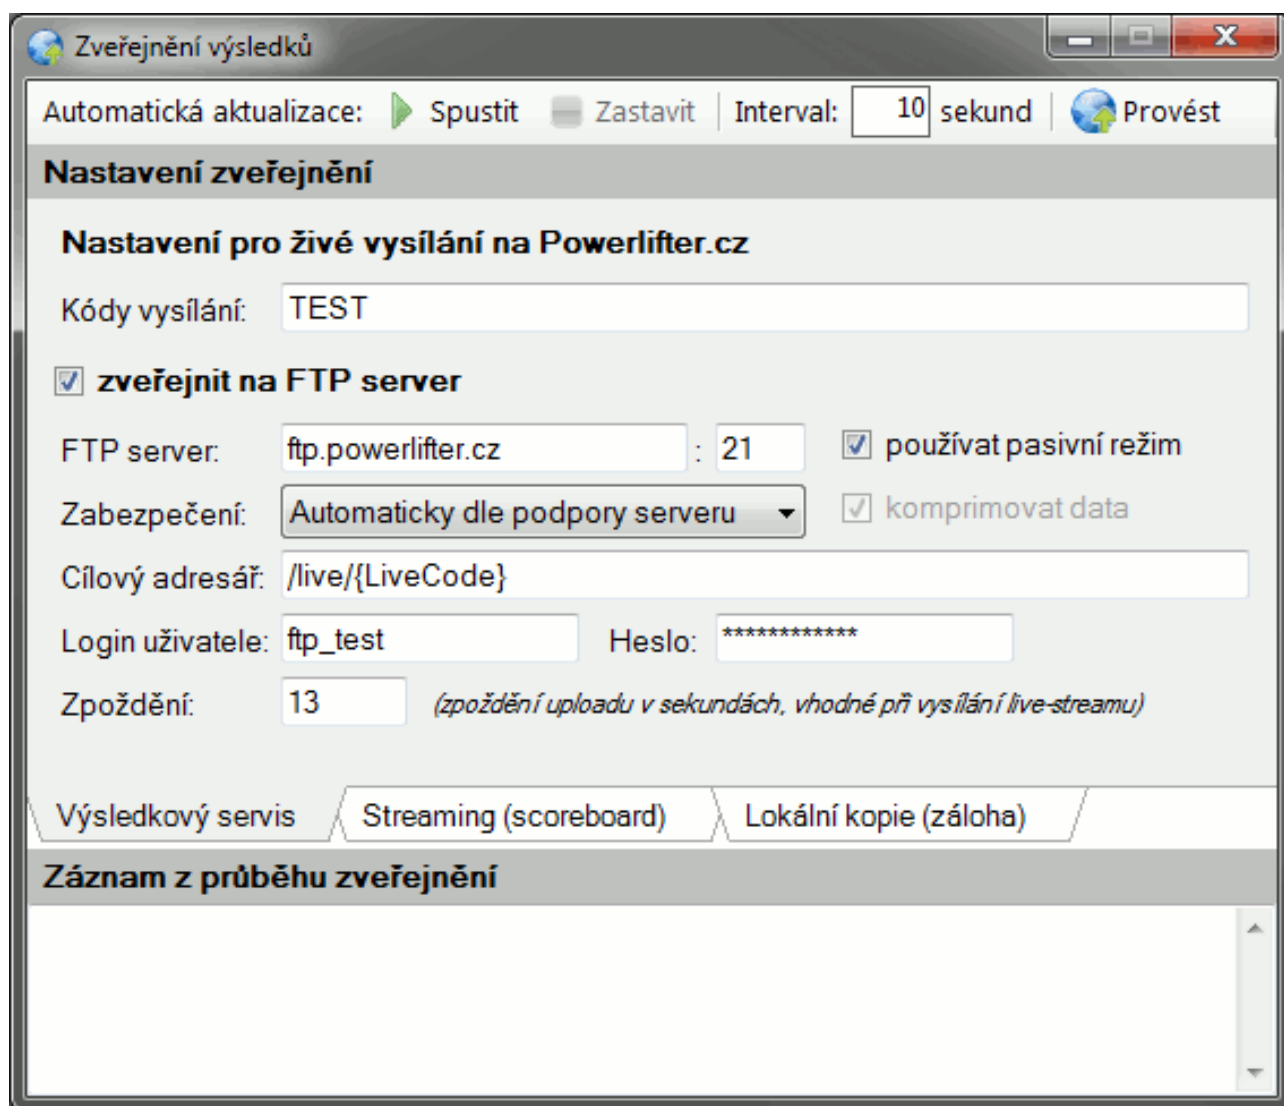 Zveřejnění výsledků
Automatická aktualizace: Spustit Zastavit Interval: 10 sekund Provést
Nastavení zveřejnění
Nastavení pro živé vysílání na Powerlifter.cz
Kódy vysílání: TEST
zveřejnit na FTP server
FTP server: ftp.powerlifter.cz : 21 používat pasivní režim
Zabezpečení: Automaticky dle podpory serveru komprimovat data
Cílový adresář: /live/{LiveCode}
Login uživatele: ftp_test Heslo: ************
Zpoždění: 13 (zpoždění uploadu v sekundách, vhodné při vysílání live-streamu)
Výsledkový servis Streaming (scoreboard) Lokální kopie (záloha)
Záznam z průběhu zveřejnění